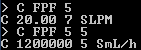 > C FPF 5
C 20.00 7 SLPM
> C FPF 5 5
C 1200000 5 SmL/h